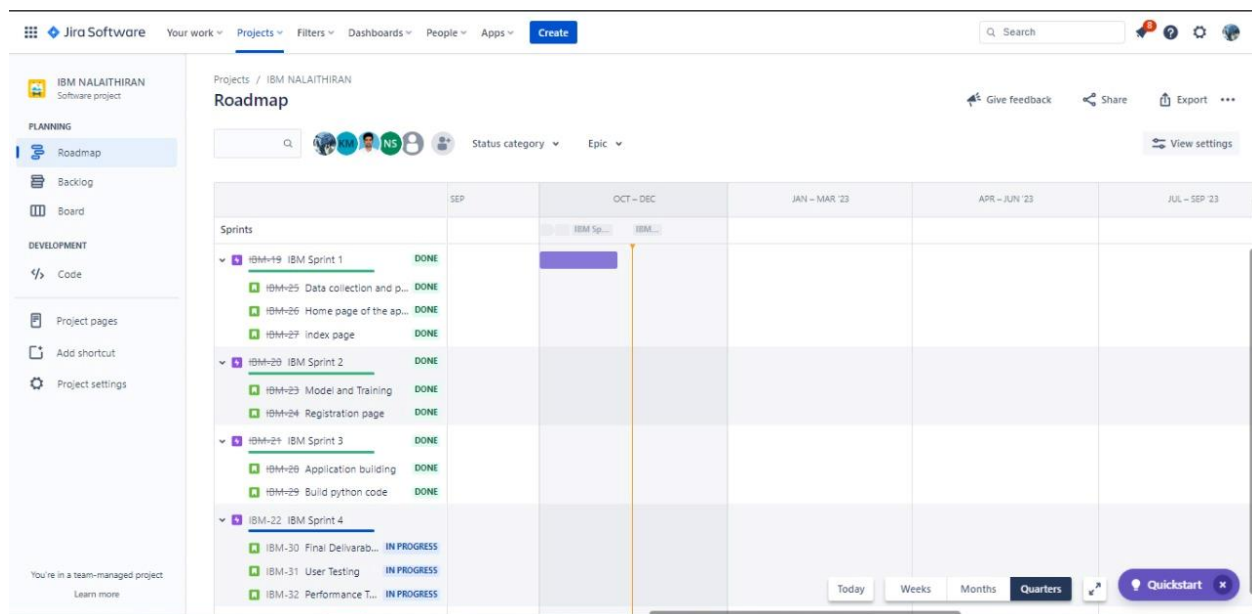 Jira Software Your work Projects Filters Dashboards People Apps Create Search 8
IBM NALAITHIRAN
Software project
PLANNING
Roadmap
Backlog
Board
DEVELOPMENT
Code
Project pages
Add shortcut
Project settings
You're in a team-managed project
Learn more
Projects / IBM NALAITHIRAN
Roadmap
Give feedback Share Export
KM NS Status category Epic View settings
SEP OCT – DEC JAN – MAR '23 APR – JUN '23 JUL – SEP '23
Sprints IBM Sp... IBM...
IBM-19 IBM Sprint 1 DONE
IBM-25 Data collection and p... DONE
IBM-26 Home page of the ap... DONE
IBM-27 index page DONE
IBM-20 IBM Sprint 2 DONE
IBM-23 Model and Training DONE
IBM-24 Registration page DONE
IBM-21 IBM Sprint 3 DONE
IBM-28 Application building DONE
IBM-29 Build python code DONE
IBM-22 IBM Sprint 4
IBM-30 Final Delivarab... IN PROGRESS
IBM-31 User Testing IN PROGRESS
IBM-32 Performance T... IN PROGRESS
Today Weeks Months Quarters Quickstart